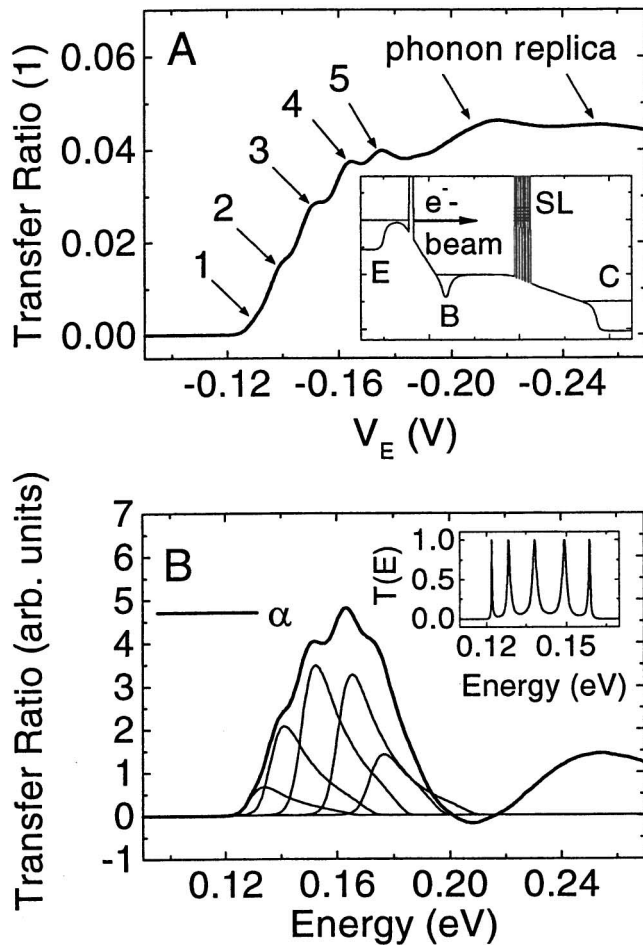 A
Transfer Ratio (1)
0.06
0.04
0.02
0.00
1
2
3
4
5
phonon replica
e⁻
beam
SL
E
B
C
-0.12
-0.16
-0.20
-0.24
V_E (V)
B
Transfer Ratio (arb. units)
7
6
5
4
3
2
1
0
-1
α
T(E)
1.0
0.5
0.0
0.12
0.15
Energy (eV)
0.12
0.16
0.20
0.24
Energy (eV)